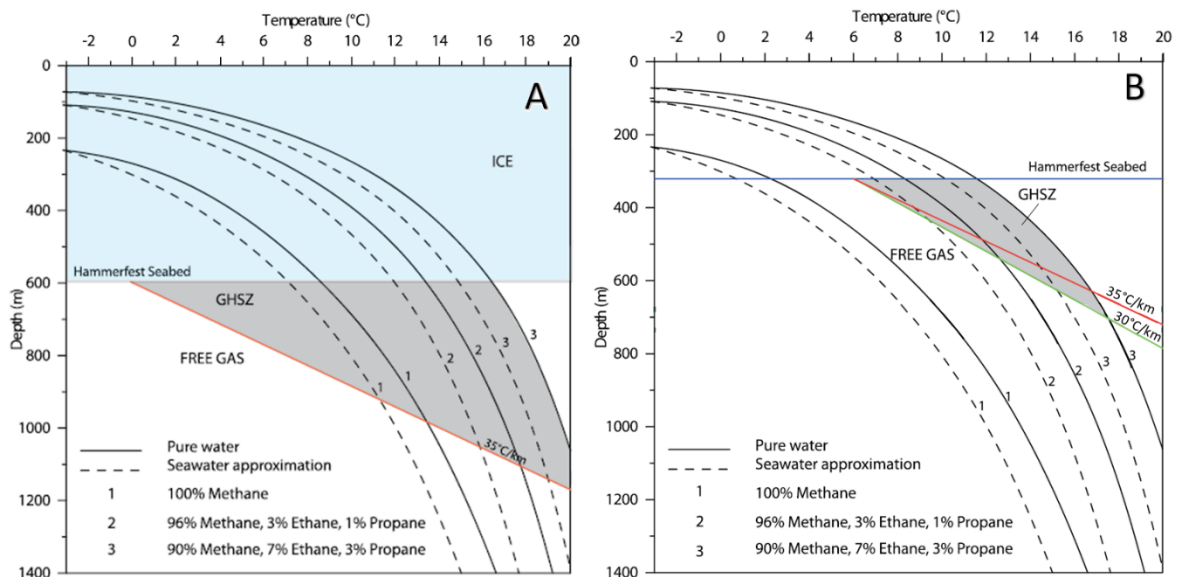 Temperature (°C)
-2 0 2 4 6 8 10 12 14 16 18 20
A
ICE
Hammerfest Seabed
GHSZ
FREE GAS
1 1 2 2 3 3
35°C/km
Pure water
Seawater approximation
1 100% Methane
2 96% Methane, 3% Ethane, 1% Propane
3 90% Methane, 7% Ethane, 3% Propane
Depth (m)
0
200
400
600
800
1000
1200
1400
Temperature (°C)
-2 0 2 4 6 8 10 12 14 16 18 20
B
Hammerfest Seabed
GHSZ
FREE GAS
35°C/km
30°C/km
1 1 2 2 3 3
Pure water
Seawater approximation
1 100% Methane
2 96% Methane, 3% Ethane, 1% Propane
3 90% Methane, 7% Ethane, 3% Propane
Depth (m)
0
200
400
600
800
1000
1200
1400